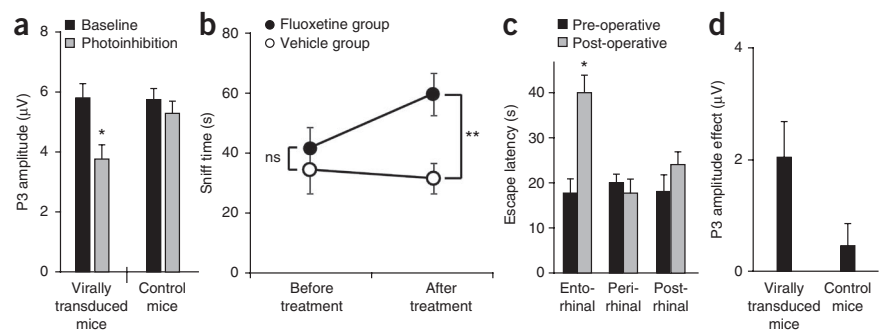 a
Baseline
Photoinhibition
P3 amplitude (μV)
8
6
4
2
0
*
Virally
transduced
mice
Control
mice
b
Fluoxetine group
Vehicle group
Sniff time (s)
80
60
40
20
0
ns
**
Before
treatment
After
treatment
c
Pre-operative
Post-operative
Escape latency (s)
40
30
20
10
0
*
Ento-
rhinal
Peri-
rhinal
Post-
rhinal
d
P3 amplitude effect (μV)
4
2
0
Virally
transduced
mice
Control
mice